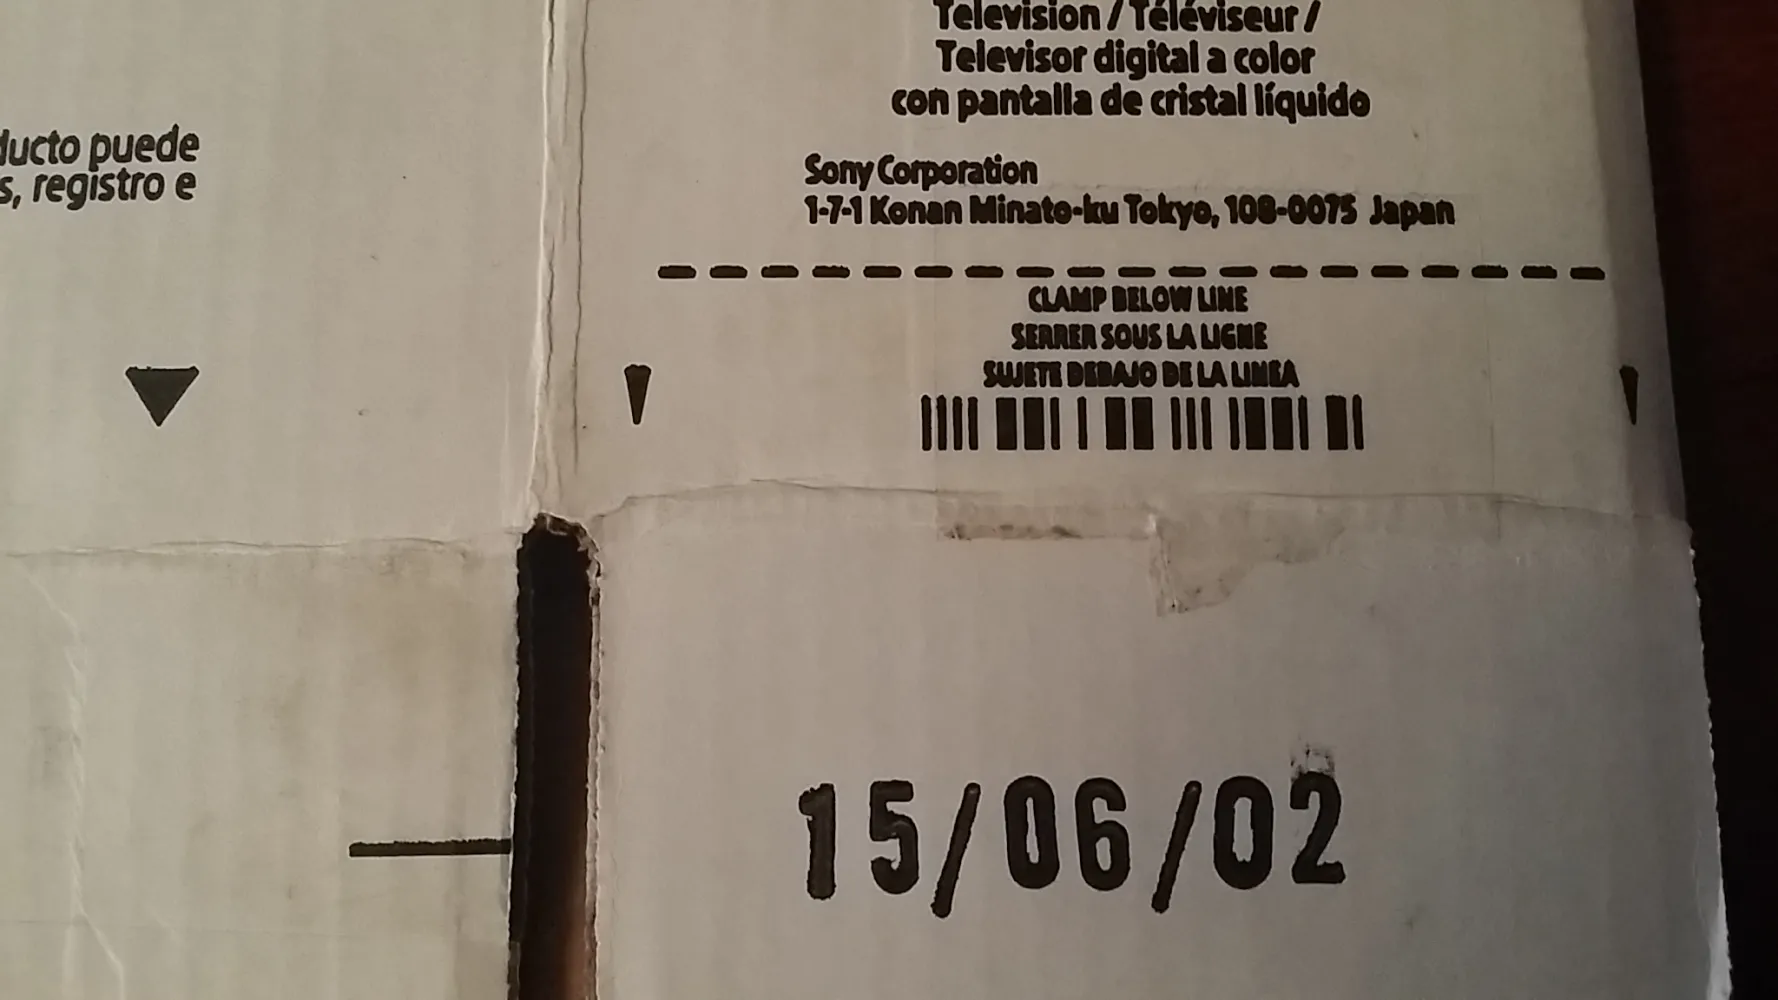 Television / Téléviseur /
Televisor digital a color
con pantalla de cristal líquido
ducto puede
s, registro e
Sony Corporation
1-7-1 Konan Minato-ku Tokyo, 108-0075 Japan
CLAMP BELOW LINE
SERRER SOUS LA LIGNE
SUJETE DEBAJO DE LA LINEA
15/06/02